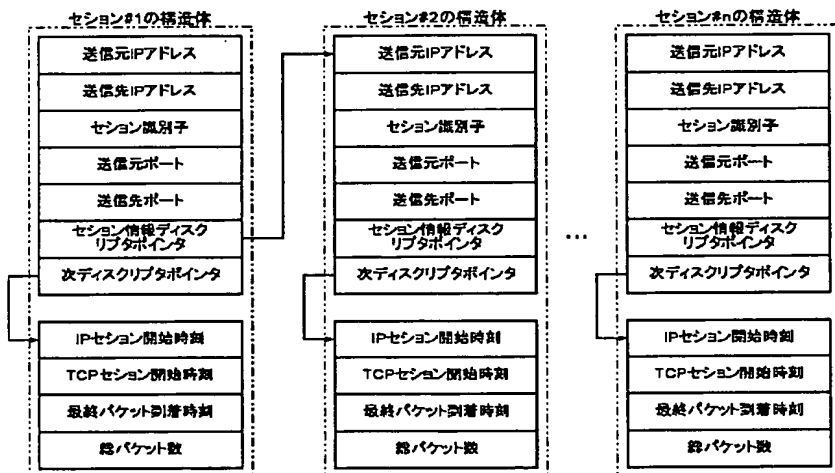 セション#1の構造体
送信元IPアドレス
送信先IPアドレス
セション識別子
送信元ポート
送信先ポート
セション情報ディスク
リプタポインタ
次ディスクリプタポインタ
IPセション開始時刻
TCPセション開始時刻
最終パケット到着時刻
総パケット数
セション#2の構造体
送信元IPアドレス
送信先IPアドレス
セション識別子
送信元ポート
送信先ポート
セション情報ディスク
リプタポインタ
次ディスクリプタポインタ
IPセション開始時刻
TCPセション開始時刻
最終パケット到着時刻
総パケット数
…
セション#nの構造体
送信元IPアドレス
送信先IPアドレス
セション識別子
送信元ポート
送信先ポート
セション情報ディスク
リプタポインタ
次ディスクリプタポインタ
IPセション開始時刻
TCPセション開始時刻
最終パケット到着時刻
総パケット数